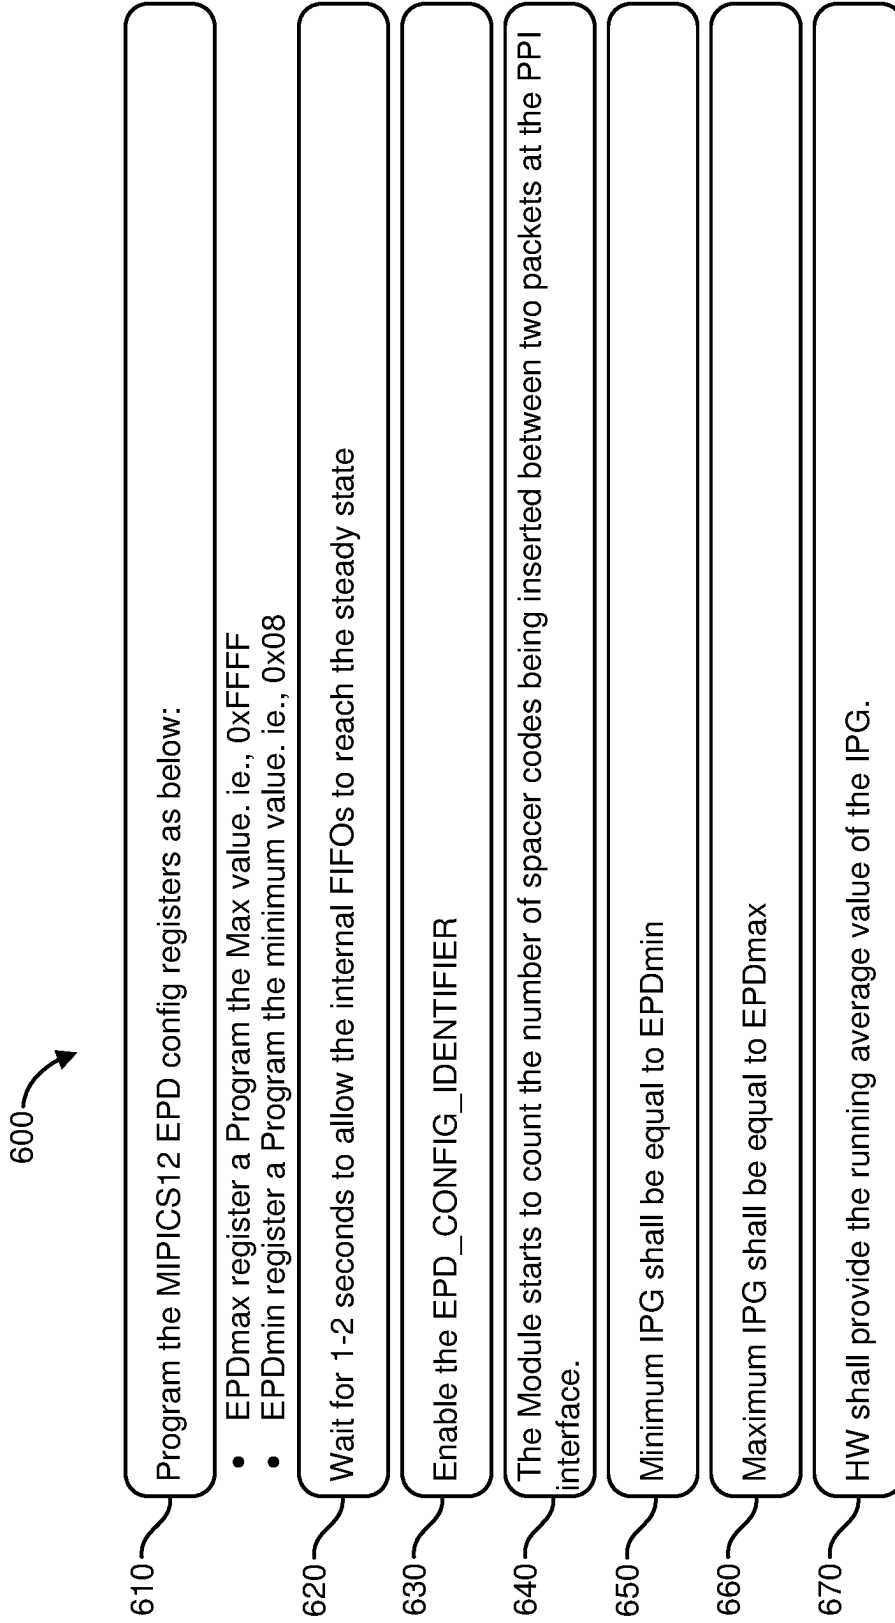 600
610
Program the MIPICS12 EPD config registers as below:
• EPDmax register a Program the Max value. ie., 0xFFFF
• EPDmin register a Program the minimum value. ie., 0x08
620
Wait for 1-2 seconds to allow the internal FIFOs to reach the steady state
630
Enable the EPD_CONFIG_IDENTIFIER
640
The Module starts to count the number of spacer codes being inserted between two packets at the PPI
interface.
650
Minimum IPG shall be equal to EPDmin
660
Maximum IPG shall be equal to EPDmax
670
HW shall provide the running average value of the IPG.